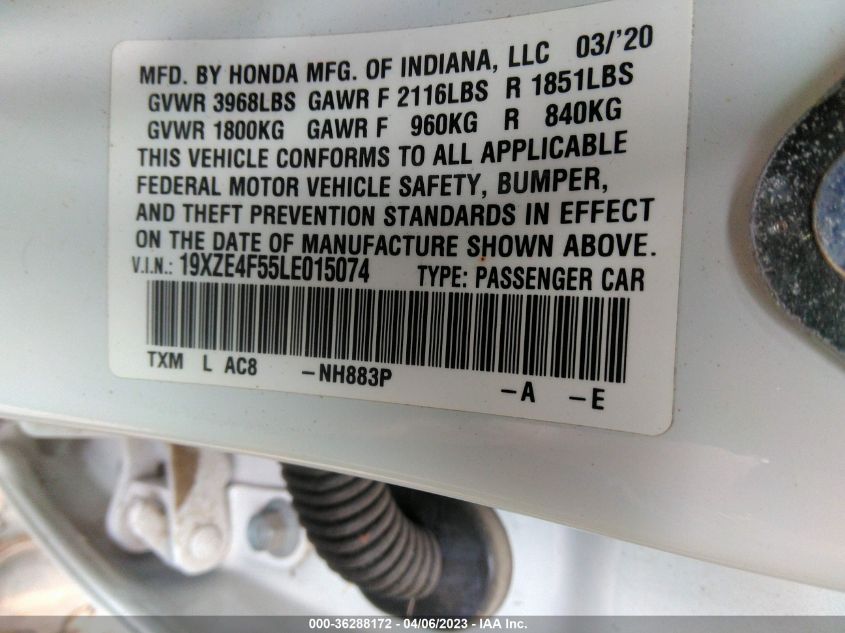 MFD. BY HONDA MFG. OF INDIANA, LLC 03/'20
GVWR 3968LBS GAWR F 2116LBS R 1851LBS
GVWR 1800KG GAWR F 960KG R 840KG
THIS VEHICLE CONFORMS TO ALL APPLICABLE
FEDERAL MOTOR VEHICLE SAFETY, BUMPER,
AND THEFT PREVENTION STANDARDS IN EFFECT
ON THE DATE OF MANUFACTURE SHOWN ABOVE.
V.I.N.: 19XZE4F55LE015074 TYPE: PASSENGER CAR
TXM L AC8 -NH883P -A -E
000-36288172 - 04/06/2023 - IAA Inc.